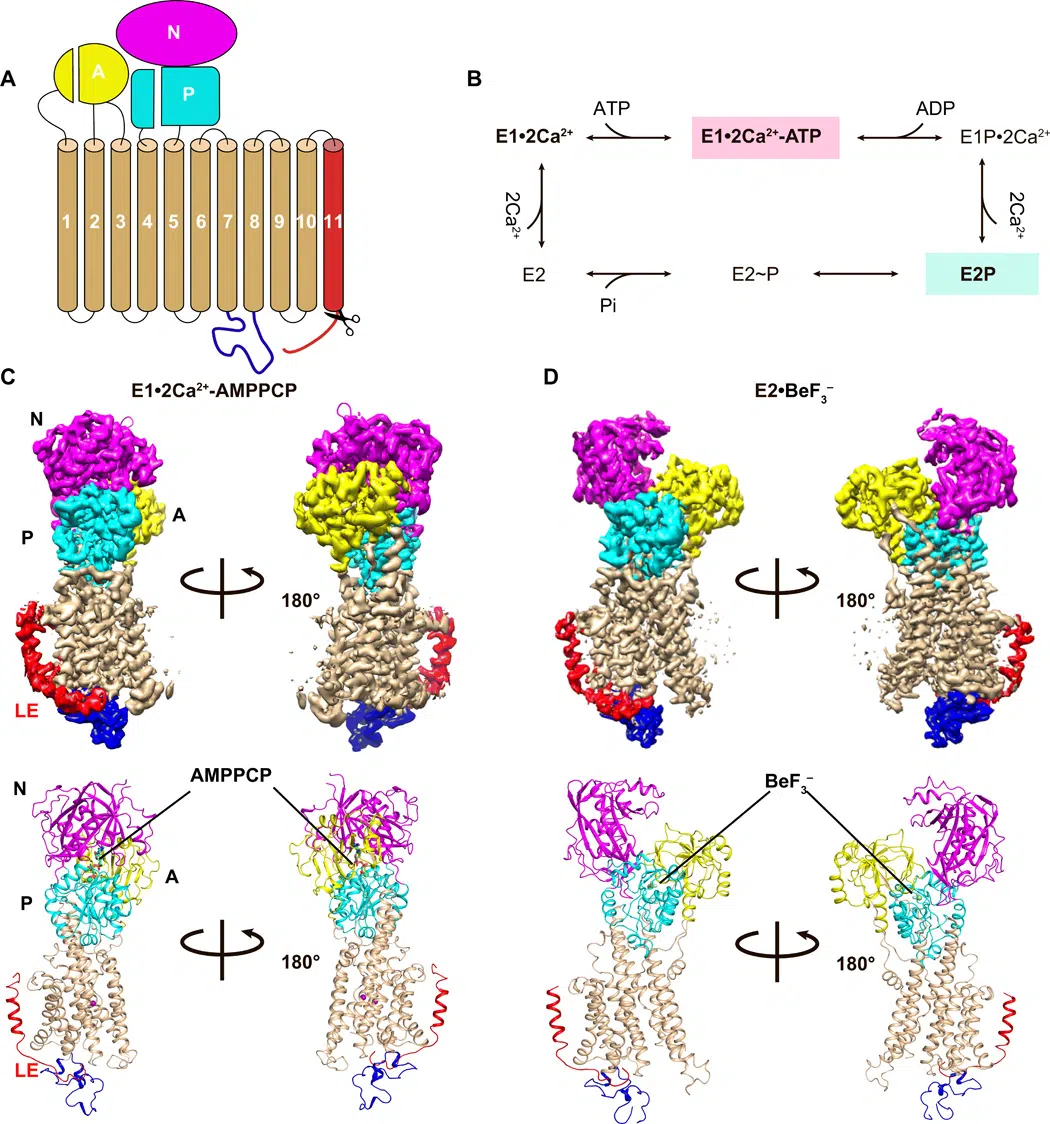 A
N
A
P
1 2 3 4 5 6 7 8 9 10 11
B
ATP
ADP
E1•2Ca²⁺
E1•2Ca²⁺-ATP
E1P•2Ca²⁺
2Ca²⁺
2Ca²⁺
E2
E2~P
E2P
Pi
C
E1•2Ca²⁺-AMPPCP
N
A
P
180°
LE
AMPPCP
N
A
P
180°
LE
D
E2•BeF₃⁻
180°
BeF₃⁻
180°